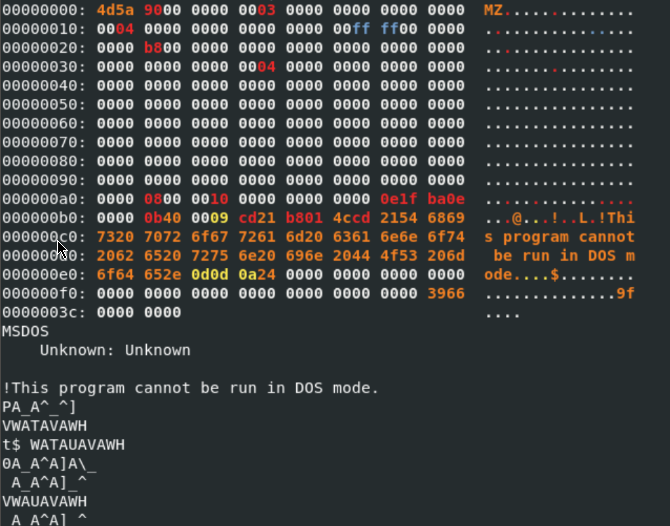 00000000: 4d5a 9000 0000 0003 0000 0000 0000 0000 MZ..............
00000010: 0004 0000 0000 0000 0000 00ff ff00 0000 ................
00000020: 0000 b800 0000 0000 0000 0000 0000 0000 ................
00000030: 0000 0000 0000 0004 0000 0000 0000 0000 ................
00000040: 0000 0000 0000 0000 0000 0000 0000 0000 ................
00000050: 0000 0000 0000 0000 0000 0000 0000 0000 ................
00000060: 0000 0000 0000 0000 0000 0000 0000 0000 ................
00000070: 0000 0000 0000 0000 0000 0000 0000 0000 ................
00000080: 0000 0000 0000 0000 0000 0000 0000 0000 ................
00000090: 0000 0000 0000 0000 0000 0000 0000 0000 ................
000000a0: 0000 0800 0010 0000 0000 0000 0e1f ba0e ................
000000b0: 0000 0b40 0009 cd21 b801 4ccd 2154 6869 ...@...!..L.!Thi
000000c0: 7320 7072 6f67 7261 6d20 6361 6e6e 6f74 s program cannot
000000d0: 2062 6520 7275 6e20 696e 2044 4f53 206d  be run in DOS m
000000e0: 6f64 652e 0d0d 0a24 0000 0000 0000 0000 ode....$........
000000f0: 0000 0000 0000 0000 0000 0000 0000 3966 ..............9f
0000003c: 0000 0000 ....
MSDOS
Unknown: Unknown
!This program cannot be run in DOS mode.
PA_A^_^]
VWATAVAWH
t$ WATAUAVAWH
0A_A^A]A\_
A_A^A]_^
VWAUAVAWH
A_A^A]_^